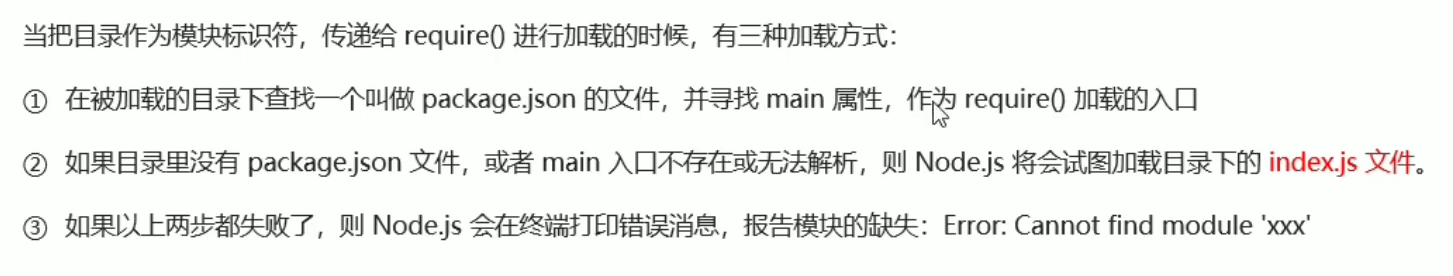 当把目录作为模块标识符，传递给 require() 进行加载的时候，有三种加载方式：
① 在被加载的目录下查找一个叫做 package.json 的文件，并寻找 main 属性，作为 require() 加载的入口
② 如果目录里没有 package.json 文件，或者 main 入口不存在或无法解析，则 Node.js 将会试图加载目录下的 index.js 文件。
③ 如果以上两步都失败了，则 Node.js 会在终端打印错误消息，报告模块的缺失：Error: Cannot find module 'xxx'